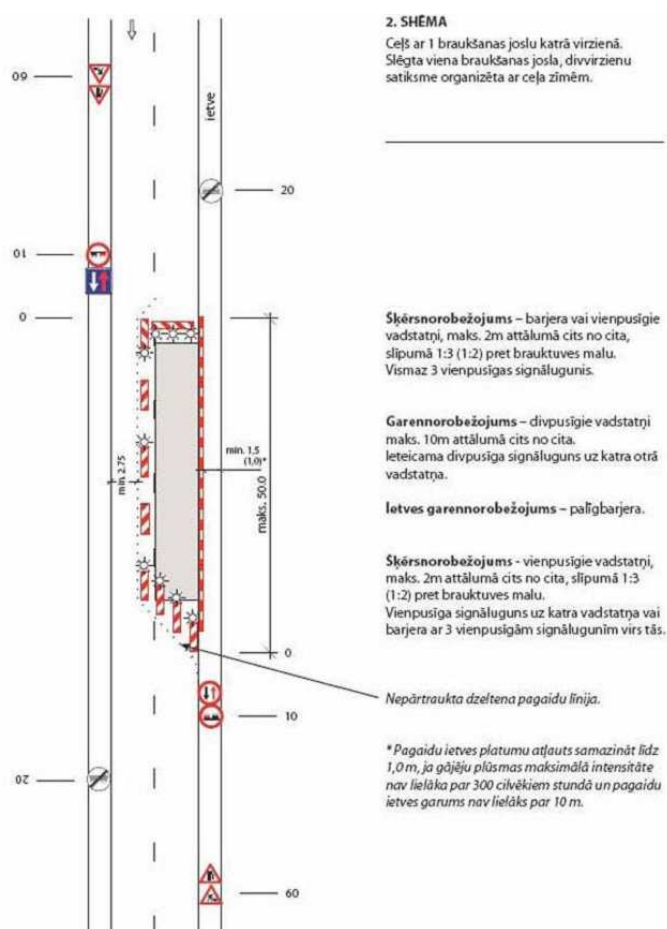 2. SHĒMA
Ceļš ar 1 braukšanas joslu katrā virzienā.
Slēgta viena braukšanas josla, divvirzienu
satiksme organizēta ar ceļa zīmēm.
60
ietve
20
10
0
Šķērsnorobežojums – barjera vai vienpusīgie
vadstatņi, maks. 2m attālumā cits no cita,
slīpumā 1:3 (1:2) pret brauktuves malu.
Vismaz 3 vienpusīgas signālugunis.
Garennorobežojums – divpusīgie vadstatņi
maks. 10m attālumā cits no cita.
Ieteicama divpusīga signāluguns uz katra otrā
vadstatņa.
min. 1,5
(1,0)*
min. 2.75
maks. 50.0
Ietves garennorobežojums – palīgbarjera.
Šķērsnorobežojums - vienpusīgie vadstatņi,
maks. 2m attālumā cits no cita, slīpumā 1:3
(1:2) pret brauktuves malu.
Vienpusīga signāluguns uz katra vadstatņa vai
barjera ar 3 vienpusīgām signālugunīm virs tās.
0
Nepārtraukta dzeltena pagaidu līnija.
10
20
* Pagaidu ietves platumu atļauts samazināt līdz
1,0 m, ja gājēju plūsmas maksimālā intensitāte
nav lielāka par 300 cilvēkiem stundā un pagaidu
ietves garums nav lielāks par 10 m.
60